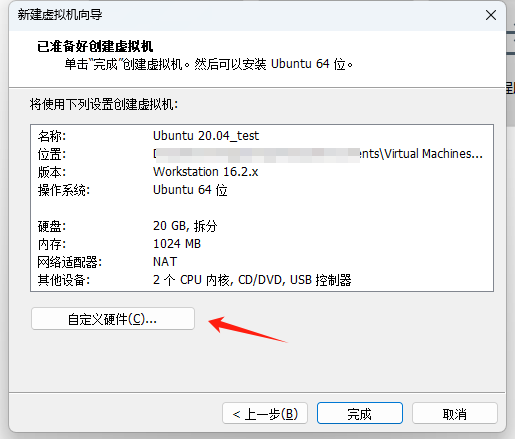 新建虚拟机向导
已准备好创建虚拟机
单击“完成”创建虚拟机。然后可以安装 Ubuntu 64 位。
将使用下列设置创建虚拟机:
名称: Ubuntu 20.04_test
位置: ents\Virtual Machines...
版本: Workstation 16.2.x
操作系统: Ubuntu 64 位
硬盘: 20 GB, 拆分
内存: 1024 MB
网络适配器: NAT
其他设备: 2 个 CPU 内核, CD/DVD, USB 控制器
自定义硬件(C)...
< 上一步(B) 完成 取消